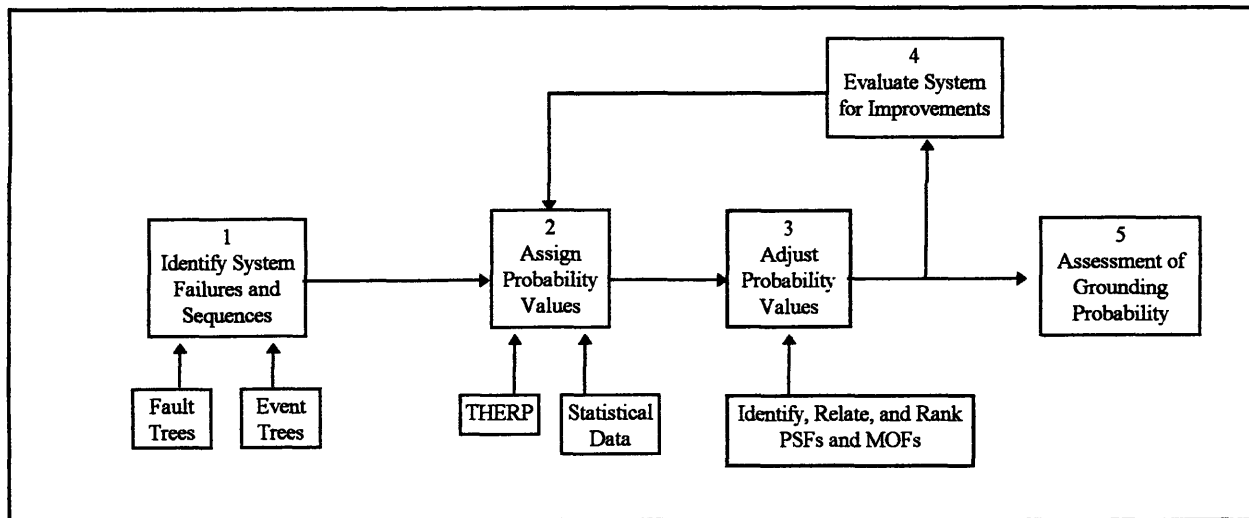 4
Evaluate System
for Improvements
1
Identify System
Failures and
Sequences
2
Assign
Probability
Values
3
Adjust
Probability
Values
5
Assessment of
Grounding
Probability
Fault
Trees
Event
Trees
THERP
Statistical
Data
Identify, Relate, and Rank
PSFs and MOFs